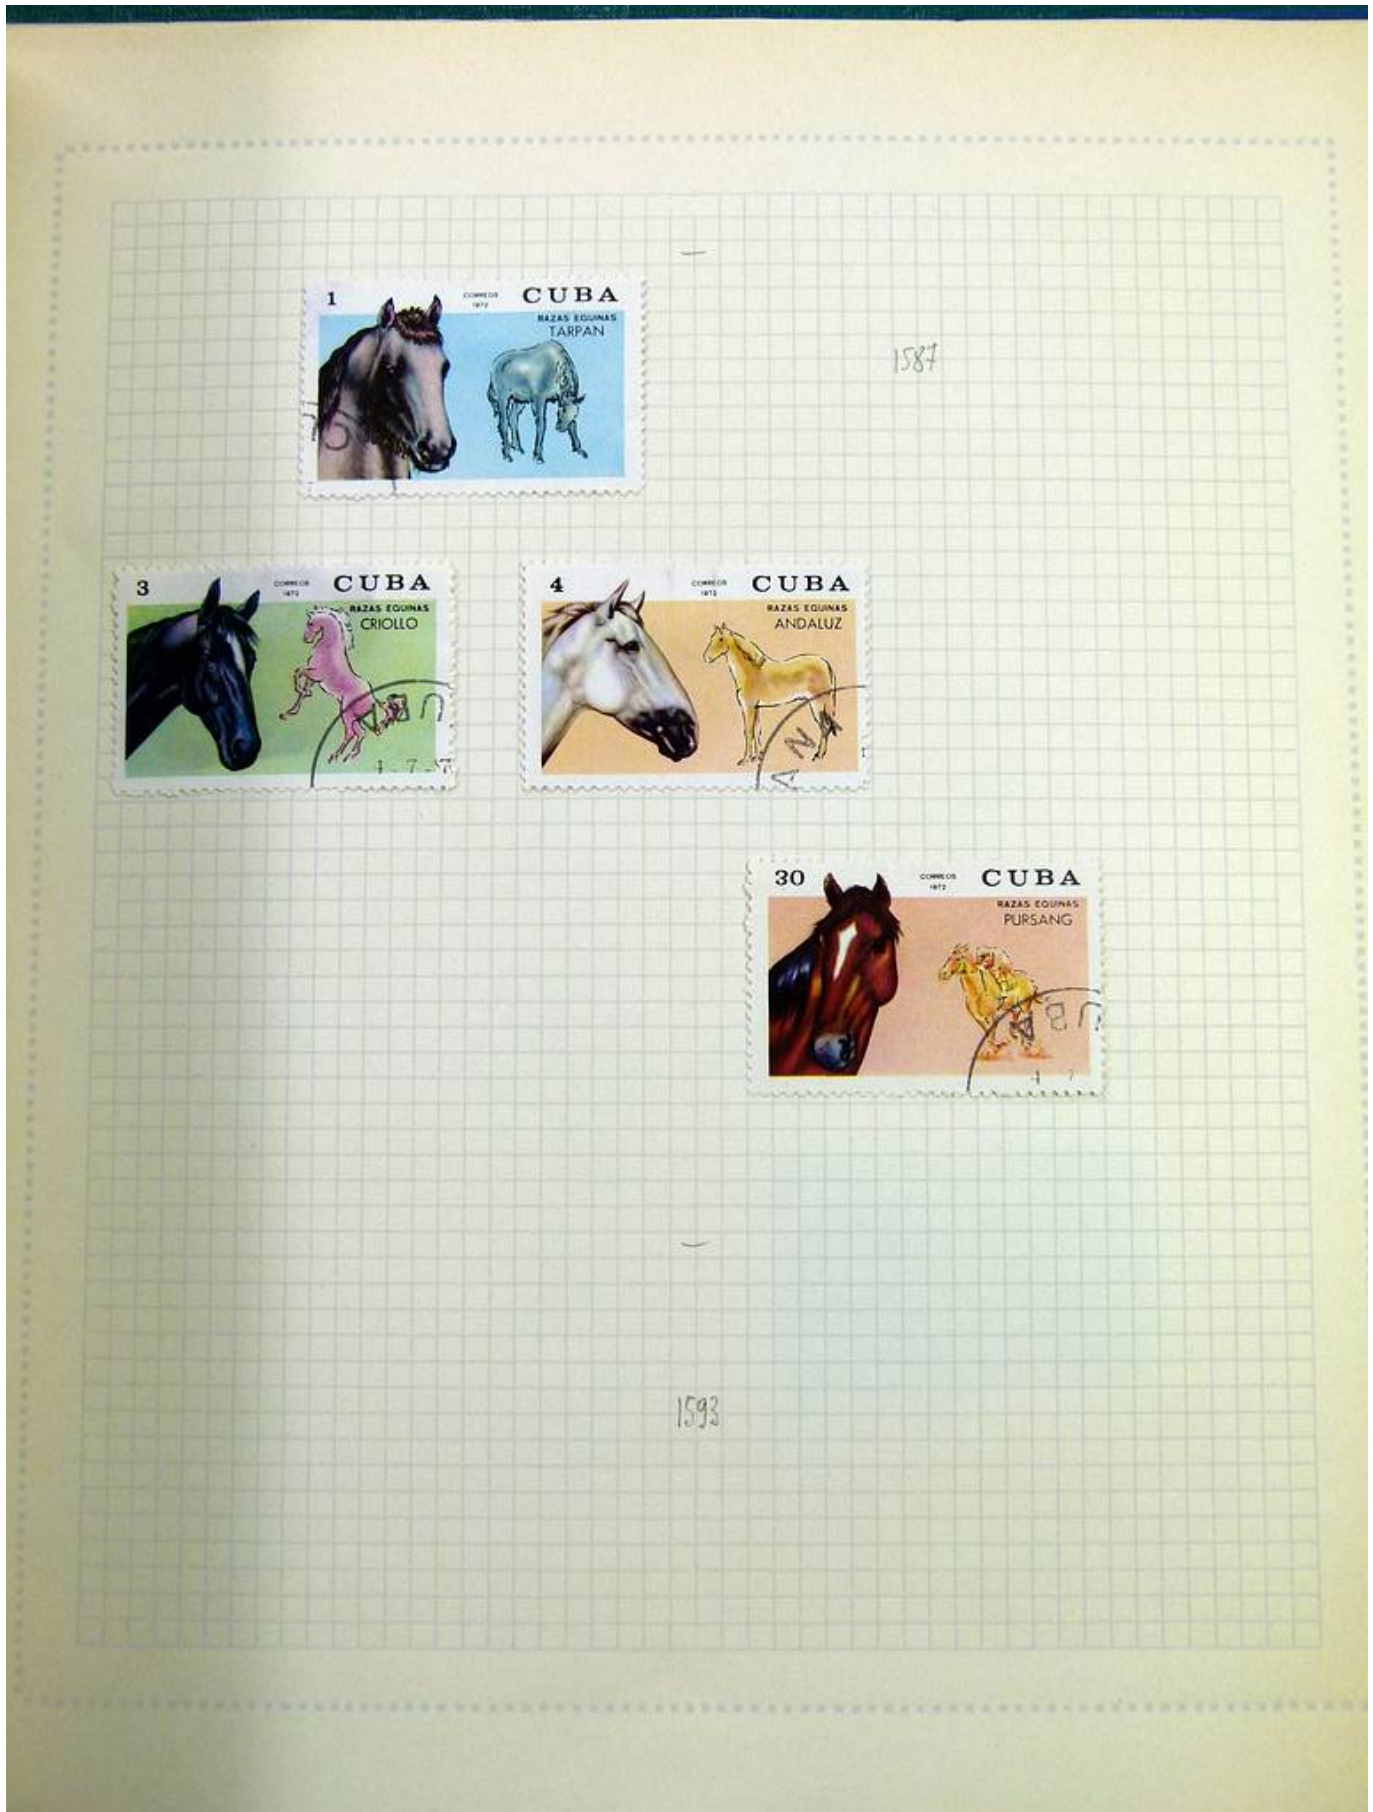 1
CORREOS
1972
CUBA
RAZAS EQUINAS
TARPAN
1587
3
CORREOS
1972
CUBA
RAZAS EQUINAS
CRIOLLO
4
CORREOS
1972
CUBA
RAZAS EQUINAS
ANDALUZ
30
CORREOS
1972
CUBA
RAZAS EQUINAS
PURSANG
1593